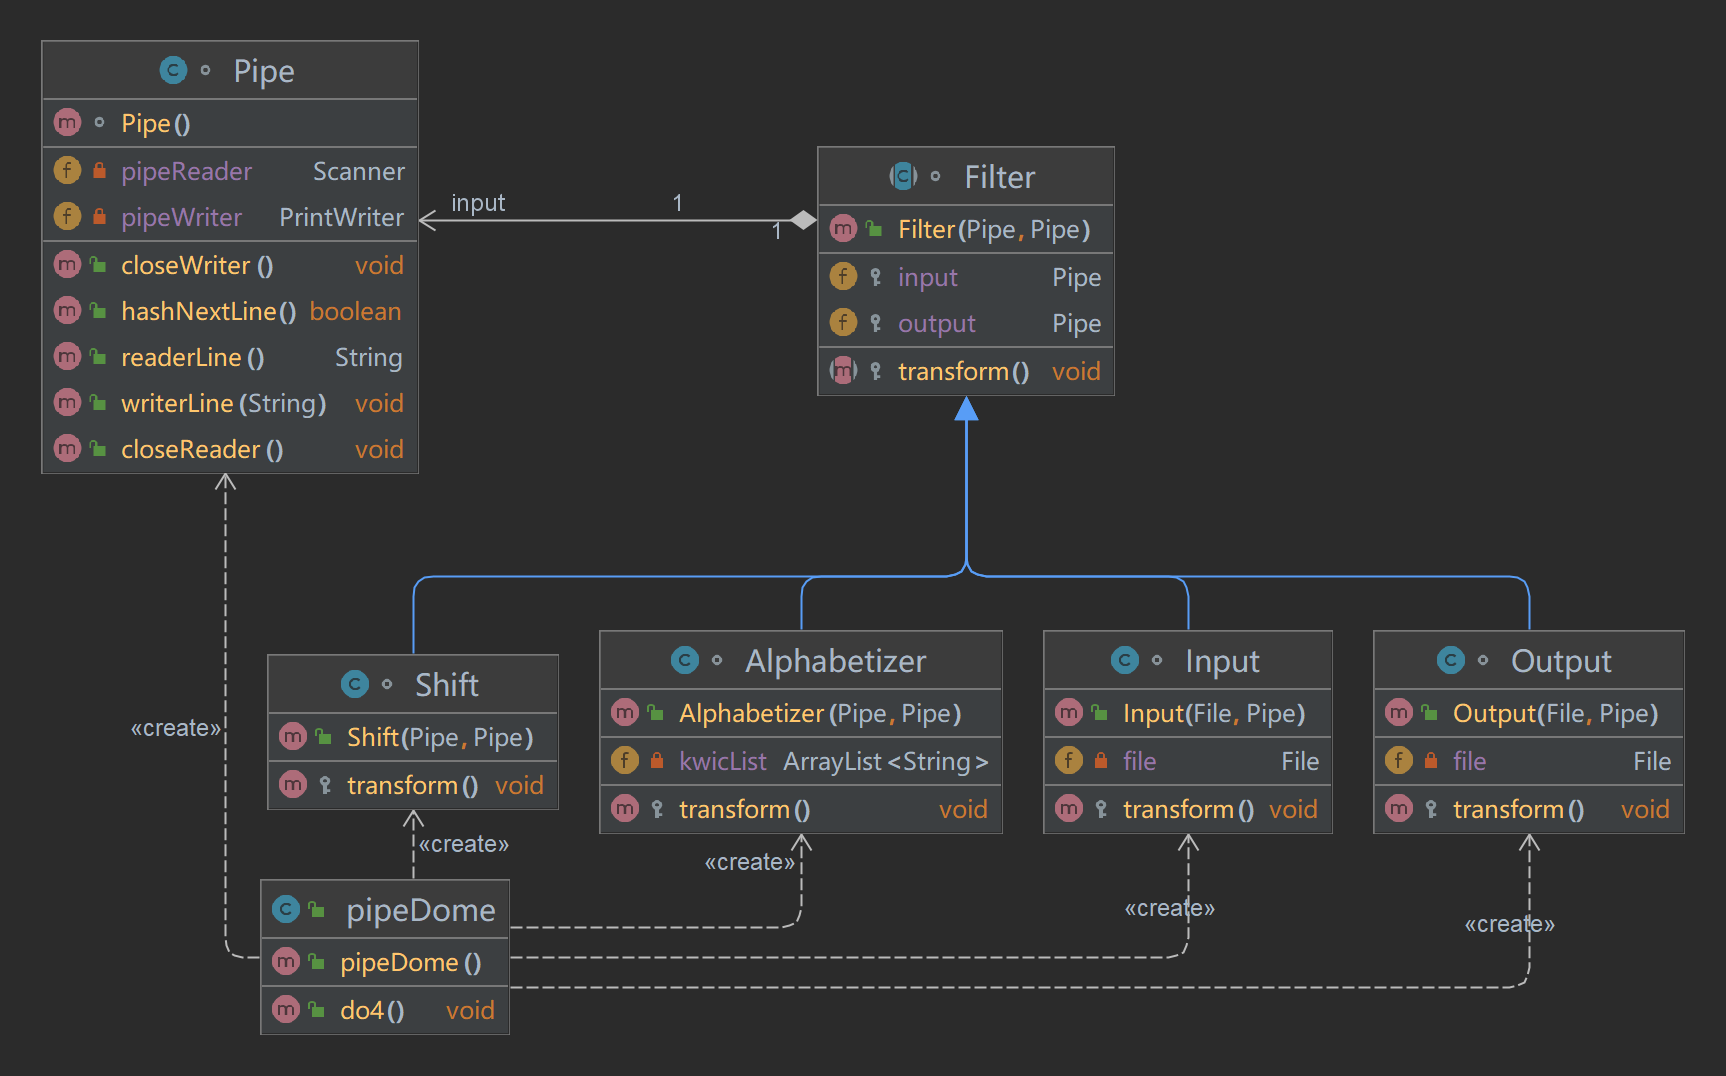 Pipe
Pipe()
pipeReader Scanner
pipeWriter PrintWriter
closeWriter() void
hashNextLine() boolean
readerLine() String
writerLine(String) void
closeReader() void
input 1
1
Filter
Filter(Pipe, Pipe)
input Pipe
output Pipe
transform() void
Shift
Shift(Pipe, Pipe)
transform() void
Alphabetizer
Alphabetizer(Pipe, Pipe)
kwicList ArrayList<String>
transform() void
Input
Input(File, Pipe)
file File
transform() void
Output
Output(File, Pipe)
file File
transform() void
«create»
«create»
«create»
«create»
«create»
pipeDome
pipeDome()
do4() void